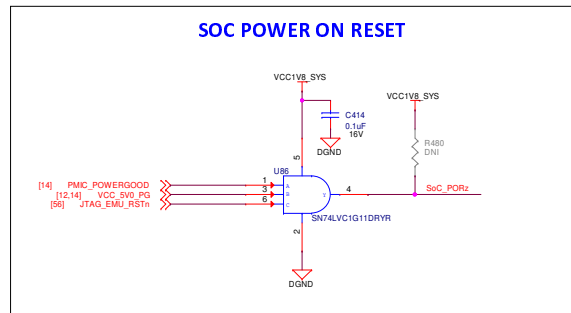 SOC POWER ON RESET
VCC1V8_SYS
VCC1V8_SYS
C414
0.1uF
16V
R480
DNI
DGND
5
U86
[14] PMIC_POWERGOOD 1 A
[12,14] VCC_5V0_PG 3 B Y 4 SoC_PORz
[56] JTAG_EMU_RSTn 6 C
SN74LVC1G11DRYR
2
DGND